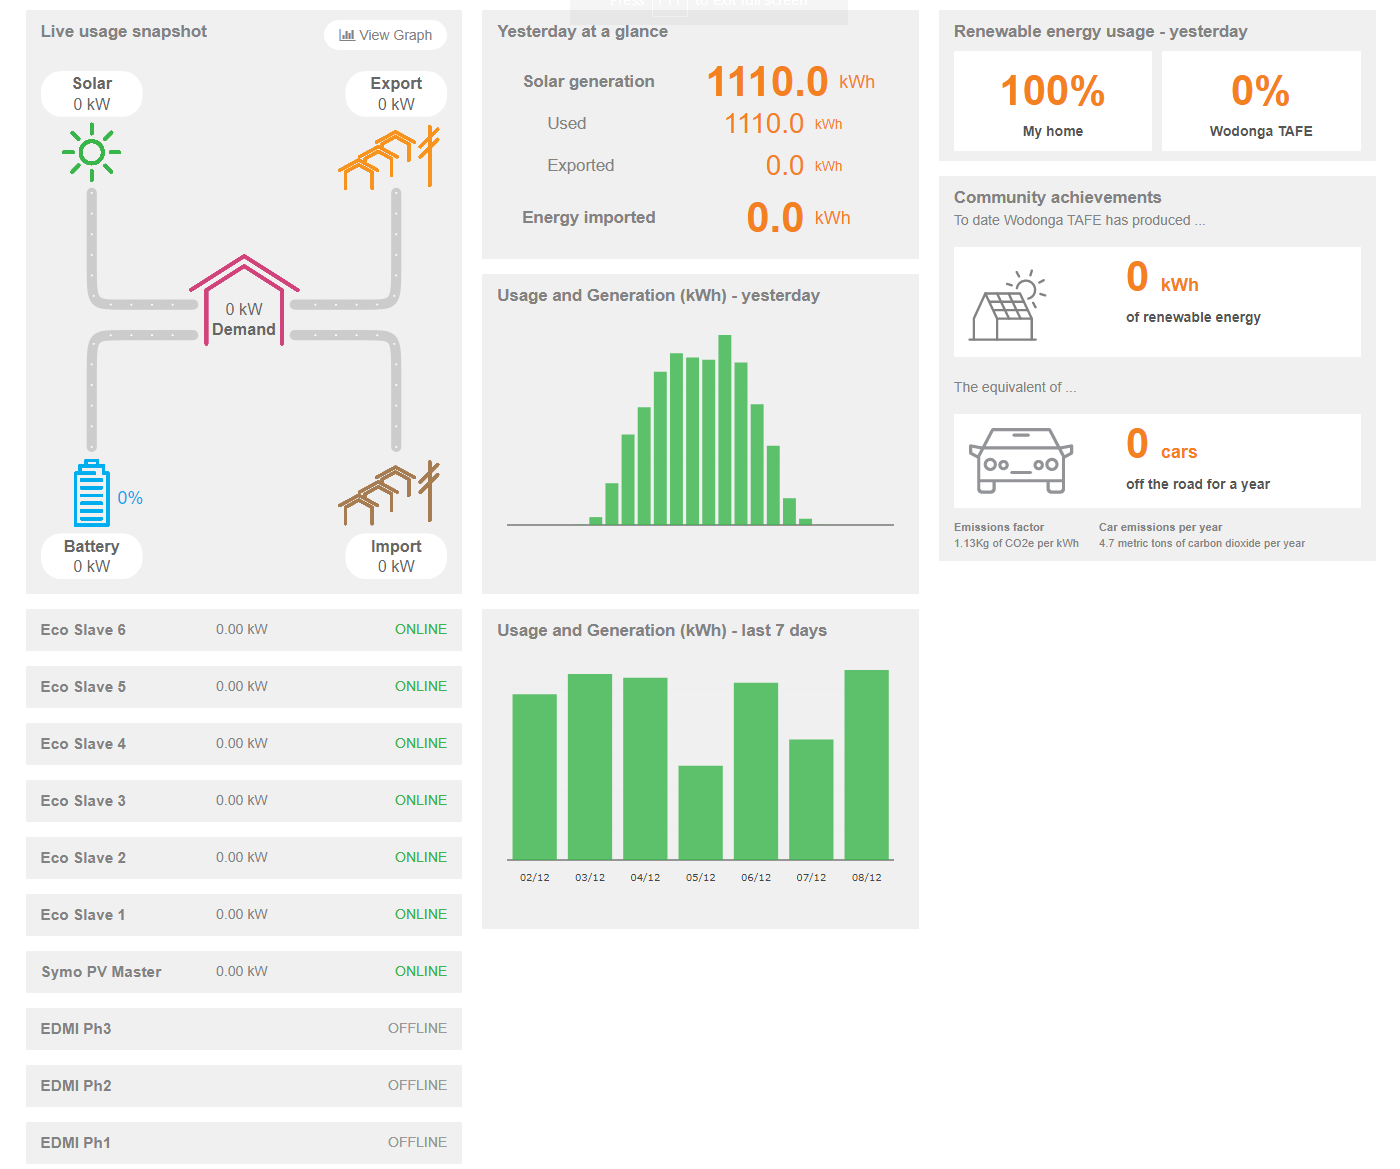 Live usage snapshot
View Graph
Solar
0 kW
Export
0 kW
0 kW
Demand
0%
Battery
0 kW
Import
0 kW
Eco Slave 6 0.00 kW ONLINE
Eco Slave 5 0.00 kW ONLINE
Eco Slave 4 0.00 kW ONLINE
Eco Slave 3 0.00 kW ONLINE
Eco Slave 2 0.00 kW ONLINE
Eco Slave 1 0.00 kW ONLINE
Symo PV Master 0.00 kW ONLINE
EDMI Ph3 OFFLINE
EDMI Ph2 OFFLINE
EDMI Ph1 OFFLINE
Press to exit full screen
Yesterday at a glance
Solar generation 1110.0 kWh
Used 1110.0 kWh
Exported 0.0 kWh
Energy imported 0.0 kWh
Usage and Generation (kWh) - yesterday
Usage and Generation (kWh) - last 7 days
02/12 03/12 04/12 05/12 06/12 07/12 08/12
Renewable energy usage - yesterday
100%
My home
0%
Wodonga TAFE
Community achievements
To date Wodonga TAFE has produced ...
0 kWh
of renewable energy
The equivalent of ...
0 cars
off the road for a year
Emissions factor
1.13Kg of CO2e per kWh
Car emissions per year
4.7 metric tons of carbon dioxide per year